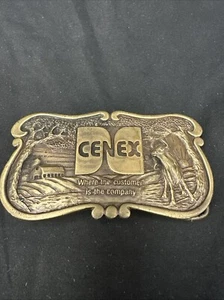 CENEX
Where the customer
is the company